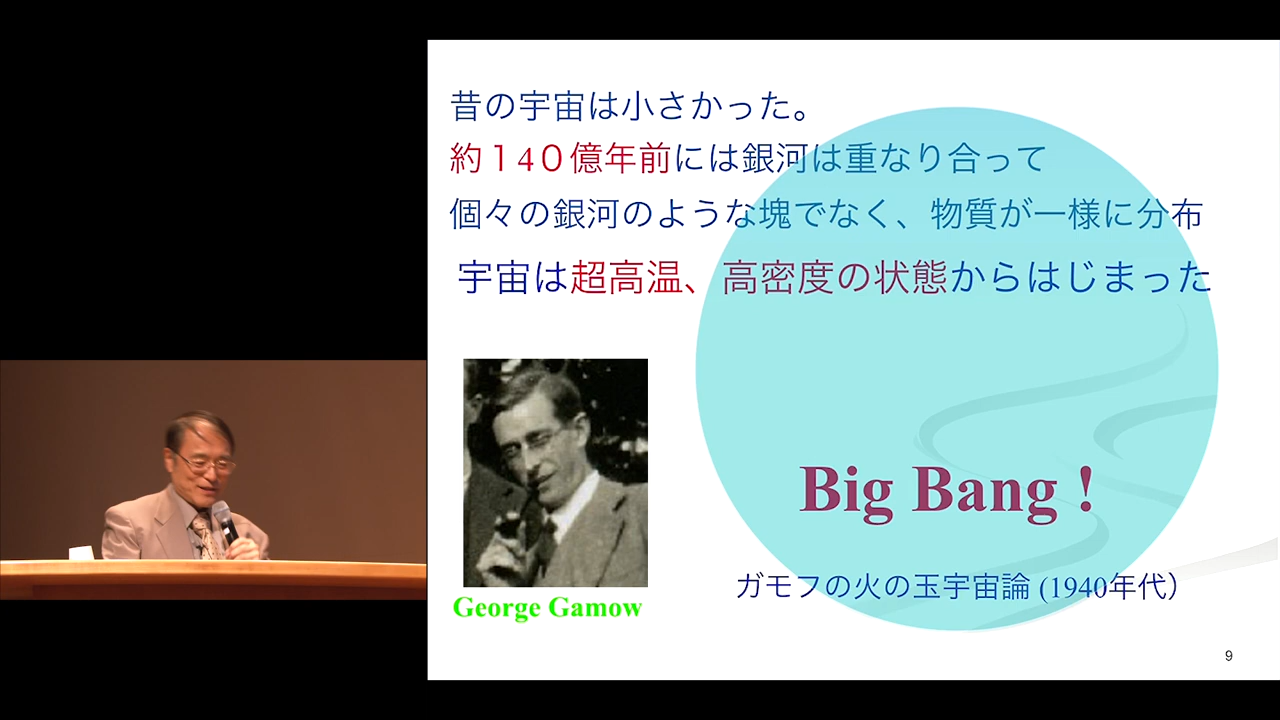 昔の宇宙は小さかった。
約１4０億年前には銀河は重なり合って
個々の銀河のような塊でなく、物質が一様に分布
宇宙は超高温、高密度の状態からはじまった
Big Bang !
George Gamow
ガモフの火の玉宇宙論 (1940年代）
9